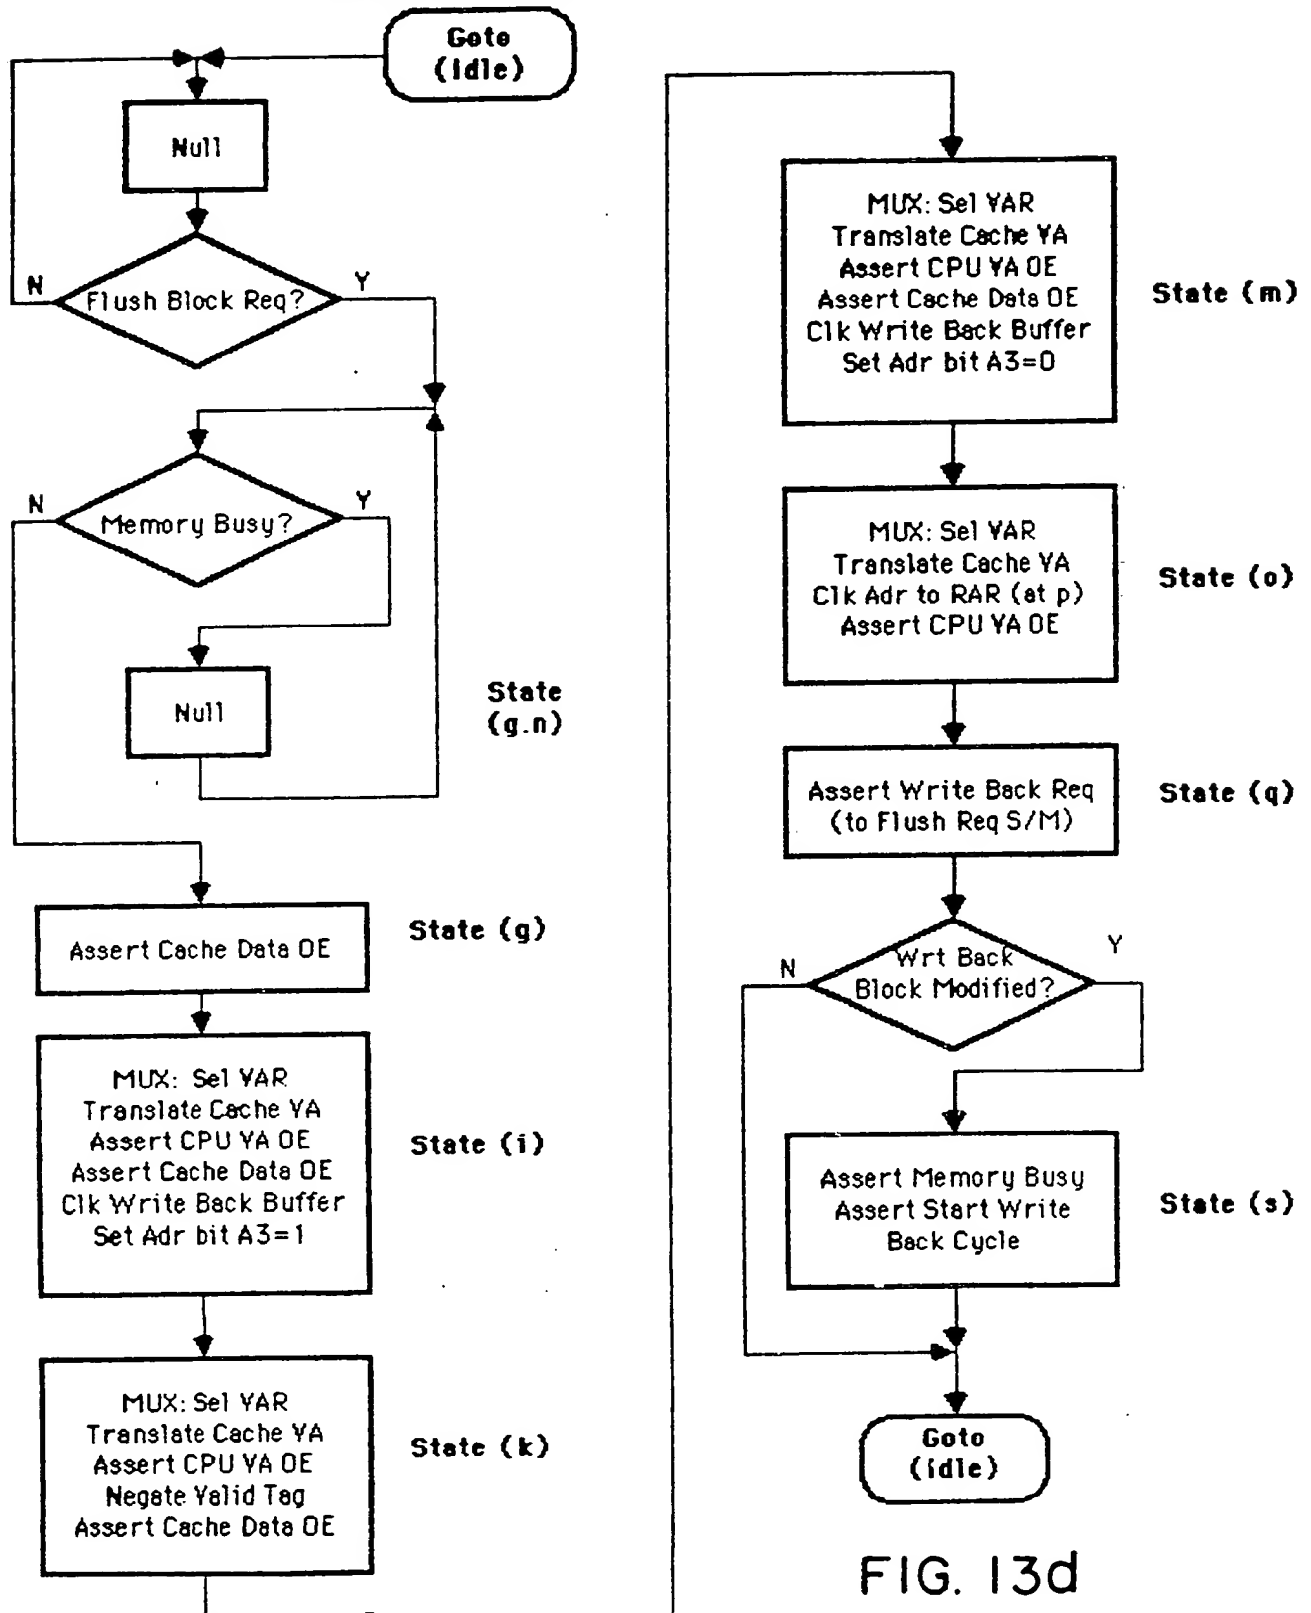 Goto
(idle)
Null
Flush Block Req?
N
Y
Memory Busy?
N
Y
Null
State
(g.n)
Assert Cache Data OE
State (g)
MUX: Sel VAR
Translate Cache VA
Assert CPU VA OE
Assert Cache Data OE
Clk Write Back Buffer
Set Adr bit A3=1
State (i)
MUX: Sel VAR
Translate Cache VA
Assert CPU VA OE
Negate Valid Tag
Assert Cache Data OE
State (k)
MUX: Sel VAR
Translate Cache VA
Assert CPU VA OE
Assert Cache Data OE
Clk Write Back Buffer
Set Adr bit A3=0
State (m)
MUX: Sel VAR
Translate Cache VA
Clk Adr to RAR (at p)
Assert CPU VA OE
State (o)
Assert Write Back Req
(to Flush Req S/M)
State (q)
Wrt Back
Block Modified?
N
Y
Assert Memory Busy
Assert Start Write
Back Cycle
State (s)
Goto
(idle)
FIG. 13d